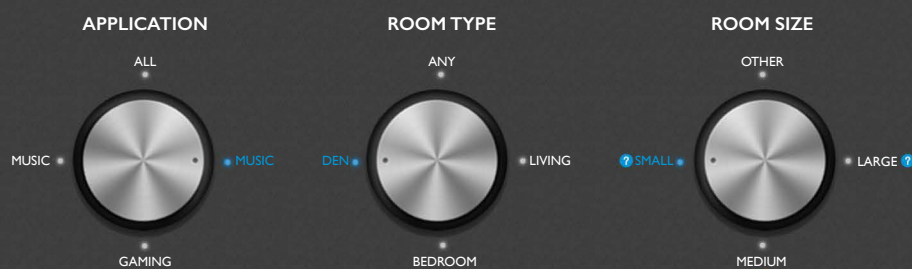 APPLICATION ROOM TYPE ROOM SIZE
ALL ANY OTHER
MUSIC MUSIC DEN LIVING ? SMALL LARGE ?
GAMING BEDROOM MEDIUM